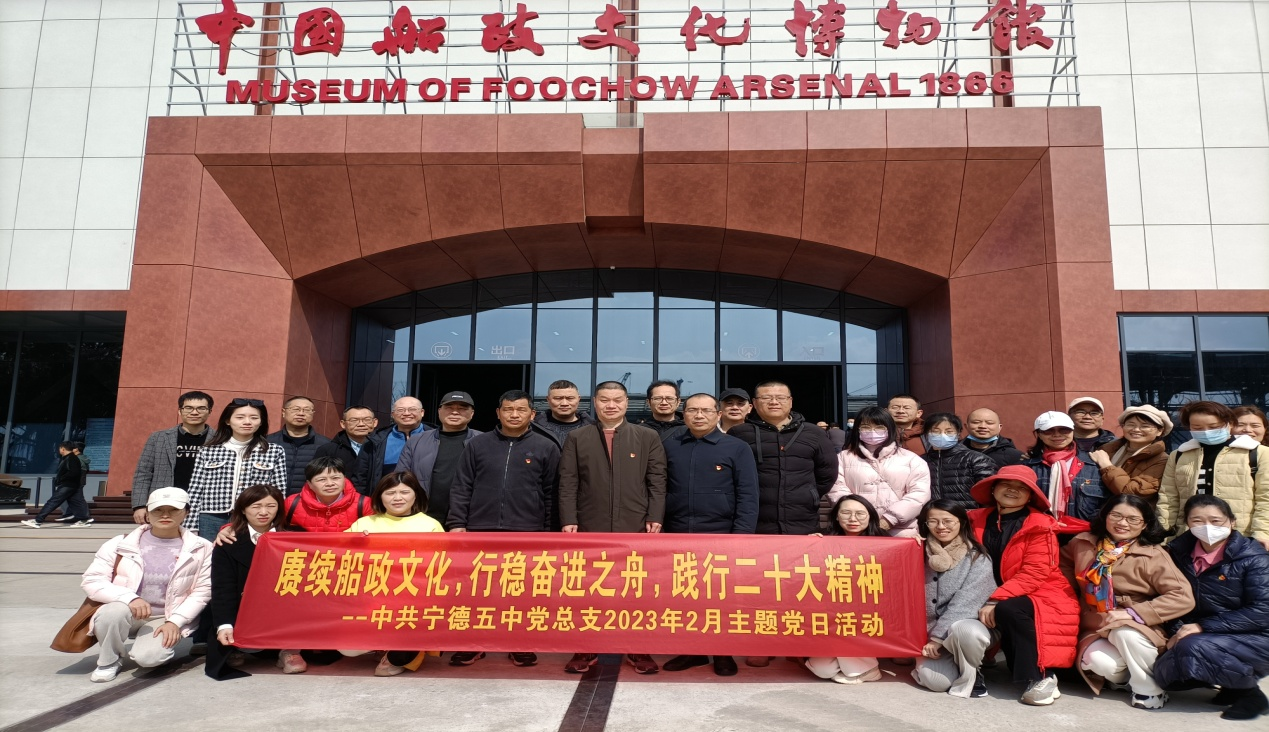 中国船政文化博物馆
MUSEUM OF FOOCHOW ARSENAL 1866
出口
赓续船政文化,行稳奋进之舟,践行二十大精神
--中共宁德五中党总支2023年2月主题党日活动